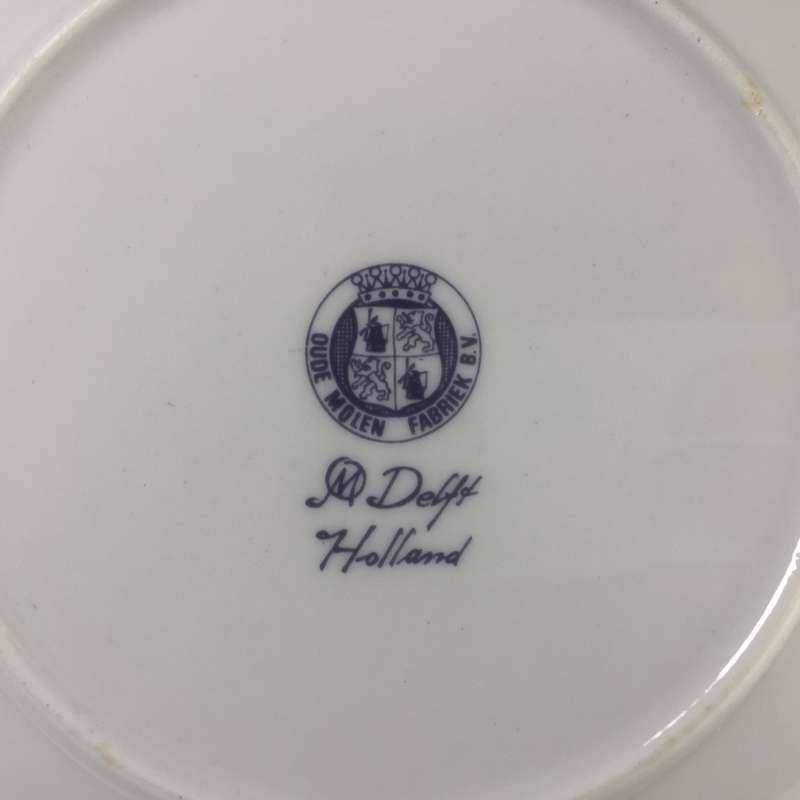 OUDE MOLEN FABRIEK B.V.
OM Delft
Holland